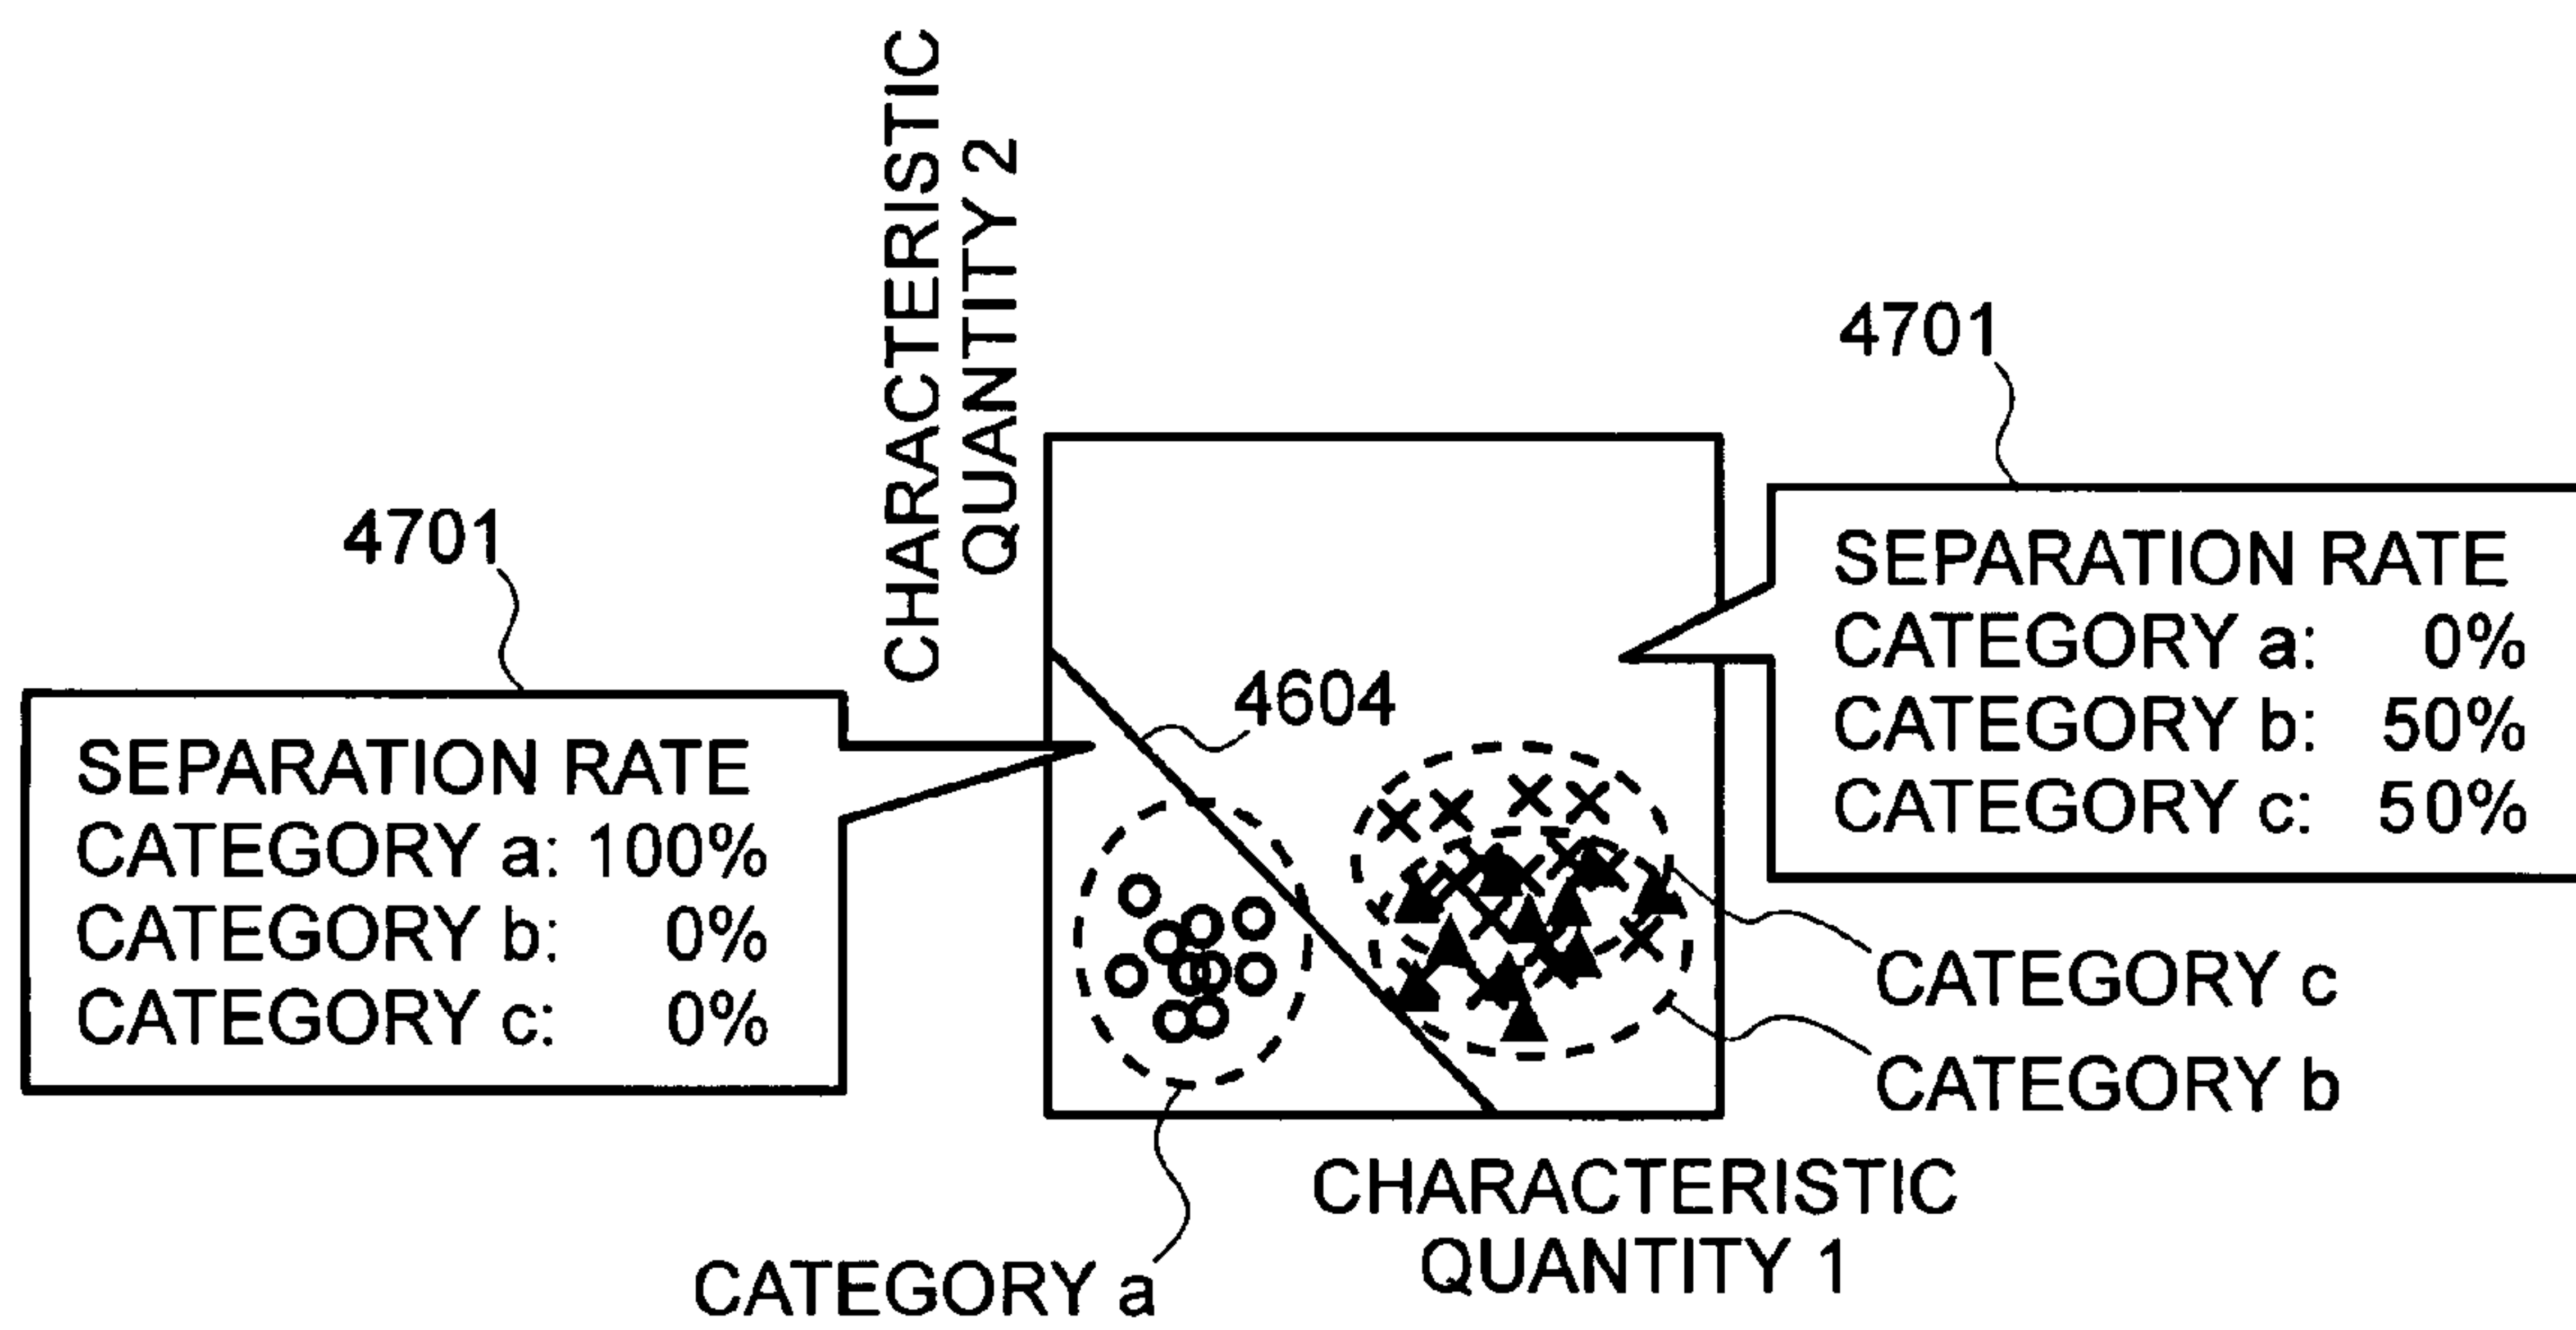 CHARACTERISTIC
QUANTITY 2
4701
SEPARATION RATE
CATEGORY a: 100%
CATEGORY b: 0%
CATEGORY c: 0%
4604
4701
SEPARATION RATE
CATEGORY a: 0%
CATEGORY b: 50%
CATEGORY c: 50%
CATEGORY c
CATEGORY b
CATEGORY a
CHARACTERISTIC
QUANTITY 1